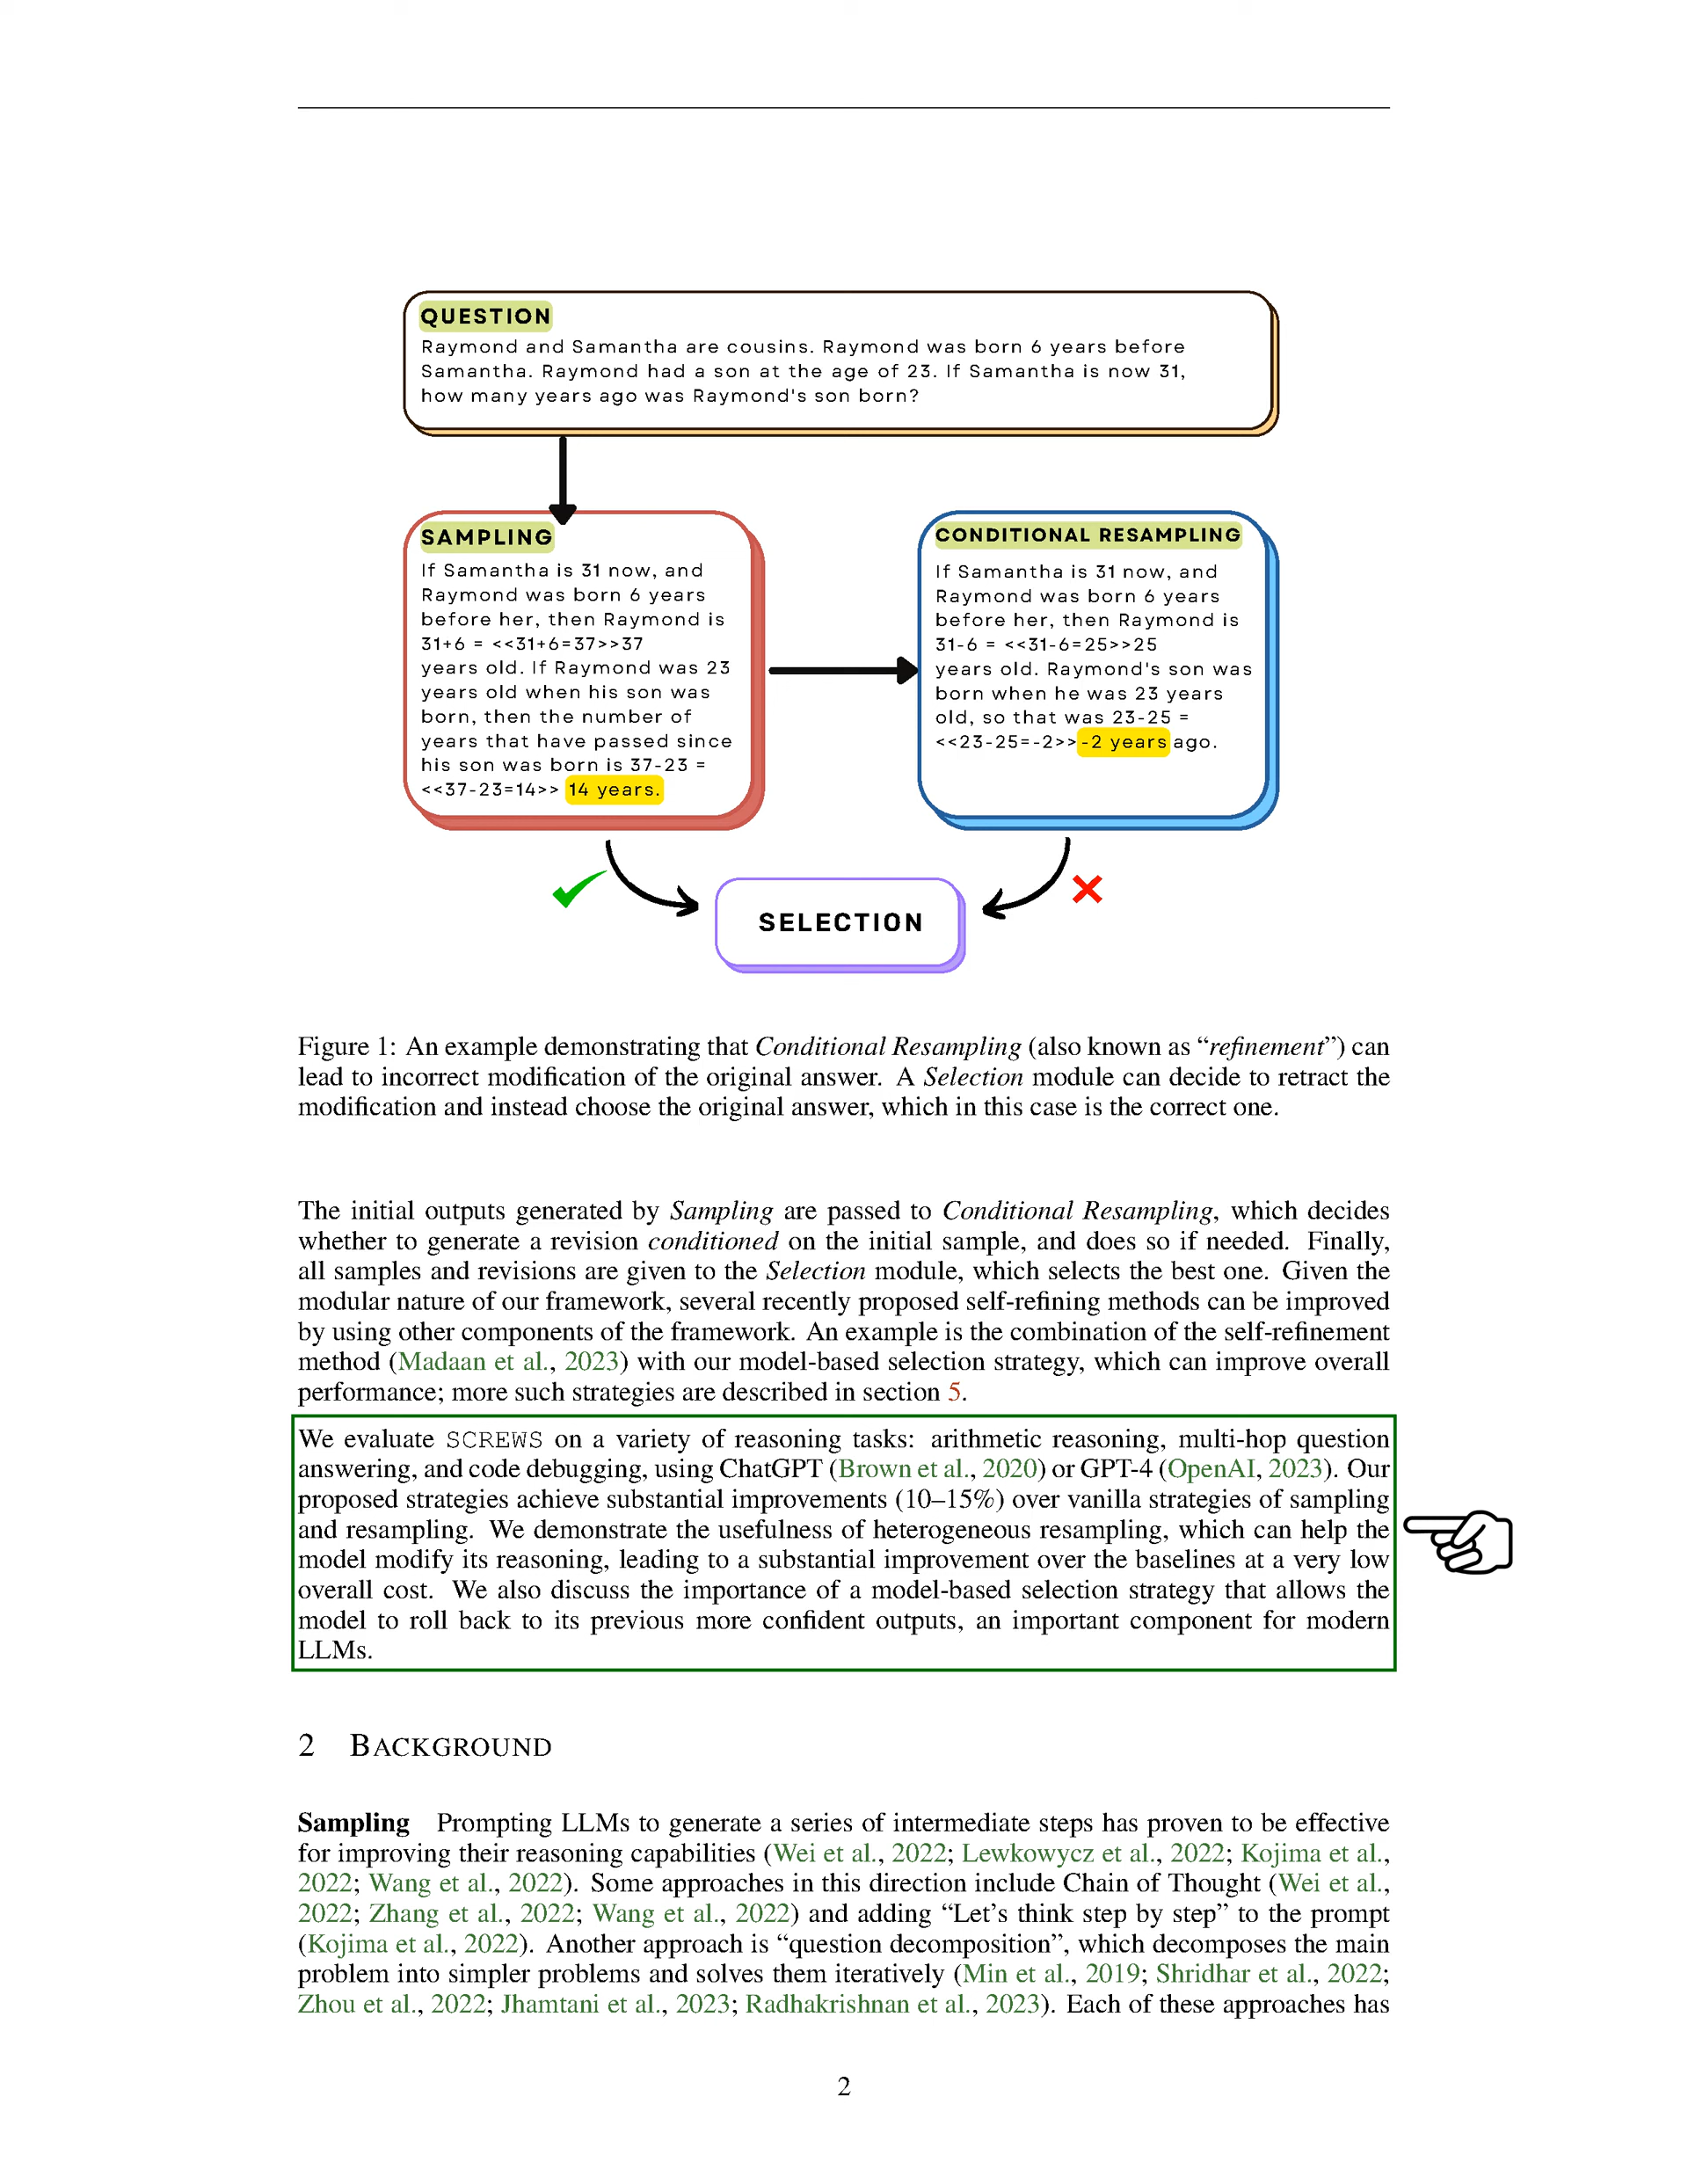 QUESTION
Raymond and Samantha are cousins. Raymond was born 6 years before
Samantha. Raymond had a son at the age of 23. If Samantha is now 31,
how many years ago was Raymond's son born?
SAMPLING
If Samantha is 31 now, and
Raymond was born 6 years
before her, then Raymond is
31+6 = <<31+6=37>>37
years old. If Raymond was 23
years old when his son was
born, then the number of
years that have passed since
his son was born is 37-23 =
<<37-23=14>> 14 years.
CONDITIONAL RESAMPLING
If Samantha is 31 now, and
Raymond was born 6 years
before her, then Raymond is
31-6 = <<31-6=25>>25
years old. Raymond's son was
born when he was 23 years
old, so that was 23-25 =
<<23-25=-2>> -2 years ago.
SELECTION
Figure 1: An example demonstrating that Conditional Resampling (also known as “refinement”) can
lead to incorrect modification of the original answer. A Selection module can decide to retract the
modification and instead choose the original answer, which in this case is the correct one.
The initial outputs generated by Sampling are passed to Conditional Resampling, which decides
whether to generate a revision conditioned on the initial sample, and does so if needed. Finally,
all samples and revisions are given to the Selection module, which selects the best one. Given the
modular nature of our framework, several recently proposed self-refining methods can be improved
by using other components of the framework. An example is the combination of the self-refinement
method (Madaan et al., 2023) with our model-based selection strategy, which can improve overall
performance; more such strategies are described in section 5.
We evaluate SCREWS on a variety of reasoning tasks: arithmetic reasoning, multi-hop question
answering, and code debugging, using ChatGPT (Brown et al., 2020) or GPT-4 (OpenAI, 2023). Our
proposed strategies achieve substantial improvements (10–15%) over vanilla strategies of sampling
and resampling. We demonstrate the usefulness of heterogeneous resampling, which can help the
model modify its reasoning, leading to a substantial improvement over the baselines at a very low
overall cost. We also discuss the importance of a model-based selection strategy that allows the
model to roll back to its previous more confident outputs, an important component for modern
LLMs.
2 BACKGROUND
Sampling Prompting LLMs to generate a series of intermediate steps has proven to be effective
for improving their reasoning capabilities (Wei et al., 2022; Lewkowycz et al., 2022; Kojima et al.,
2022; Wang et al., 2022). Some approaches in this direction include Chain of Thought (Wei et al.,
2022; Zhang et al., 2022; Wang et al., 2022) and adding “Let’s think step by step” to the prompt
(Kojima et al., 2022). Another approach is “question decomposition”, which decomposes the main
problem into simpler problems and solves them iteratively (Min et al., 2019; Shridhar et al., 2022;
Zhou et al., 2022; Jhamtani et al., 2023; Radhakrishnan et al., 2023). Each of these approaches has
2